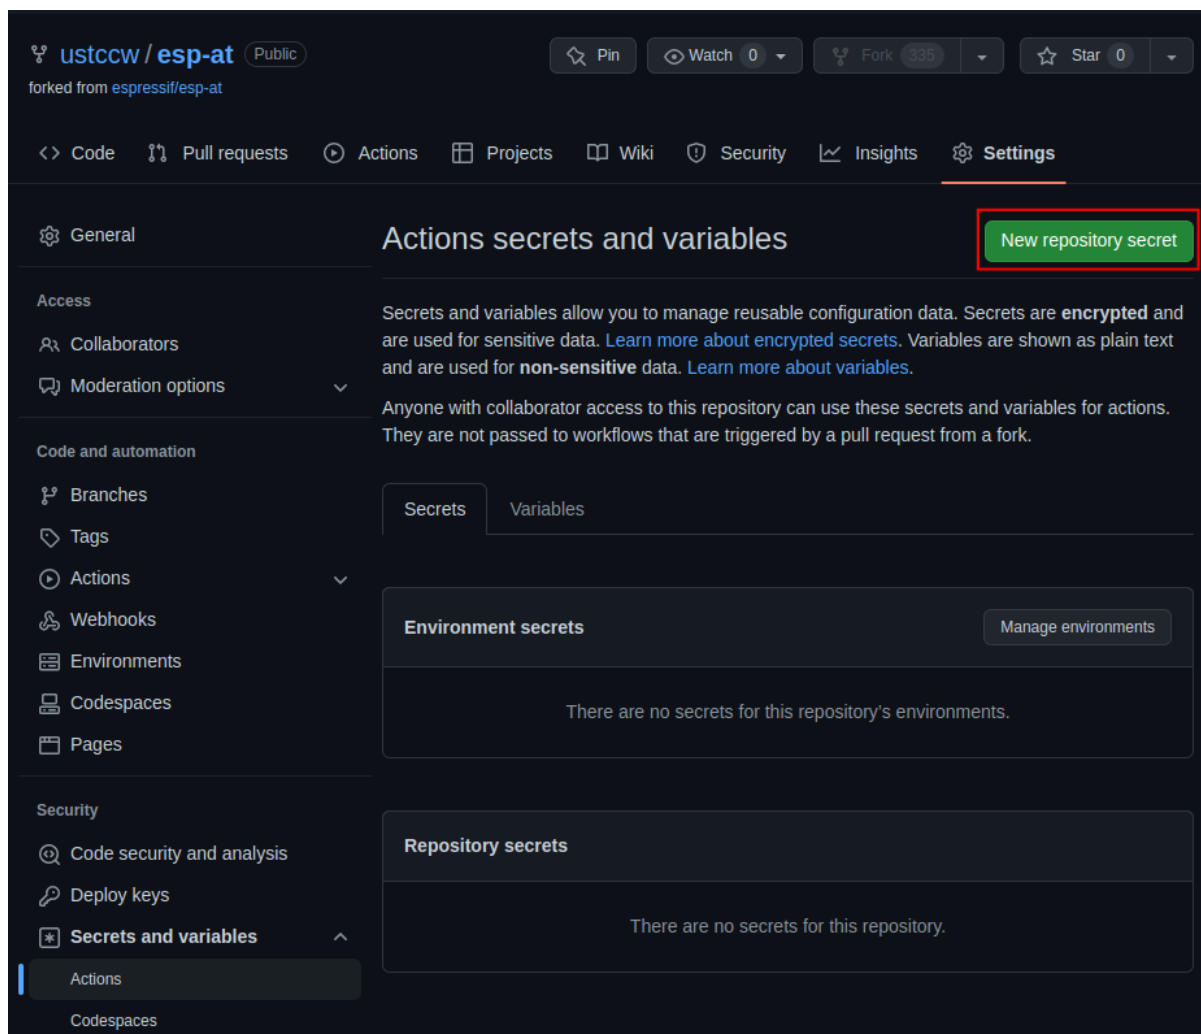 ustccw / esp-at Public
Pin
Watch 0
Fork 335
Star 0
forked from espressif/esp-at
Code
Pull requests
Actions
Projects
Wiki
Security
Insights
Settings
General
Access
Collaborators
Moderation options
Code and automation
Branches
Tags
Actions
Webhooks
Environments
Codespaces
Pages
Security
Code security and analysis
Deploy keys
Secrets and variables
Actions
Codespaces
Actions secrets and variables
New repository secret
Secrets and variables allow you to manage reusable configuration data. Secrets are encrypted and
are used for sensitive data. Learn more about encrypted secrets. Variables are shown as plain text
and are used for non-sensitive data. Learn more about variables.
Anyone with collaborator access to this repository can use these secrets and variables for actions.
They are not passed to workflows that are triggered by a pull request from a fork.
Secrets
Variables
Environment secrets
Manage environments
There are no secrets for this repository’s environments.
Repository secrets
There are no secrets for this repository.